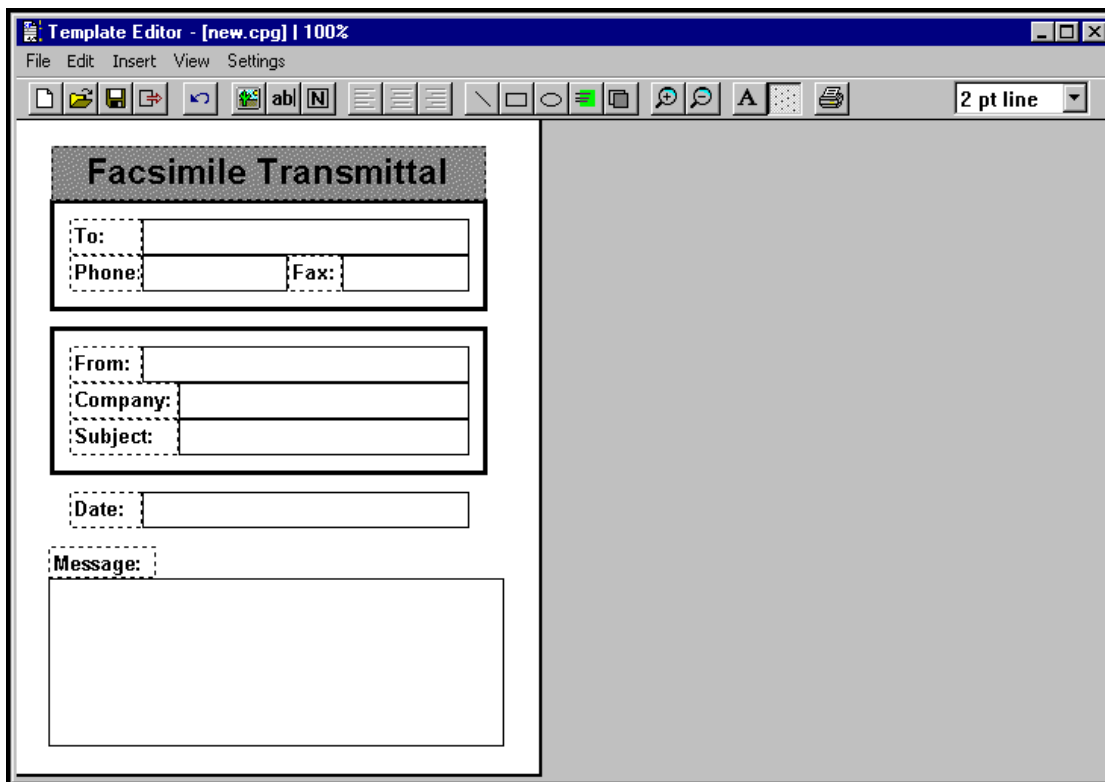 Template Editor - [new.cpg] | 100%
File Edit Insert View Settings
ab N A 2 pt line
Facsimile Transmittal
To:
Phone: Fax:
From:
Company:
Subject:
Date:
Message: